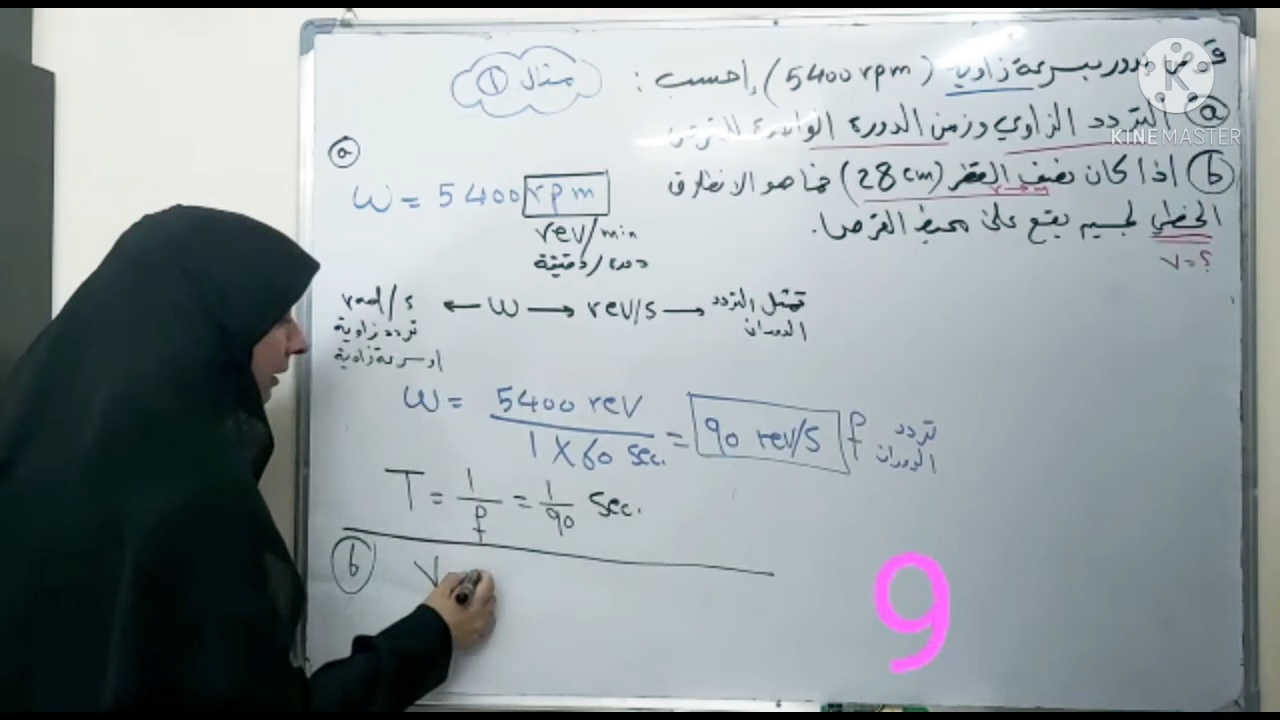 مثال ①
قرص يدور بسرعة زاوية (5400 rpm)، احسب :
ⓐ التردد الزاوي وزمن الدورة الواحدة
ⓑ اذا كان نصف القطر (28 cm) فما هو الانطلاق
الخطي لجسيم يقع على محيط القرص.
v = ؟
ⓐ
ω = 5400 rpm
rev/min
دورة/دقيقة
rad/s ← ω → rev/s → تمثل التردد
تردد زاوية الدوران
او سرعة زاوية
ω = 5400 rev / 1 × 60 sec. = 90 rev/s f تردد الدوران
T = 1/f = 1/90 sec.
ⓑ v
9
K
KINEMASTER